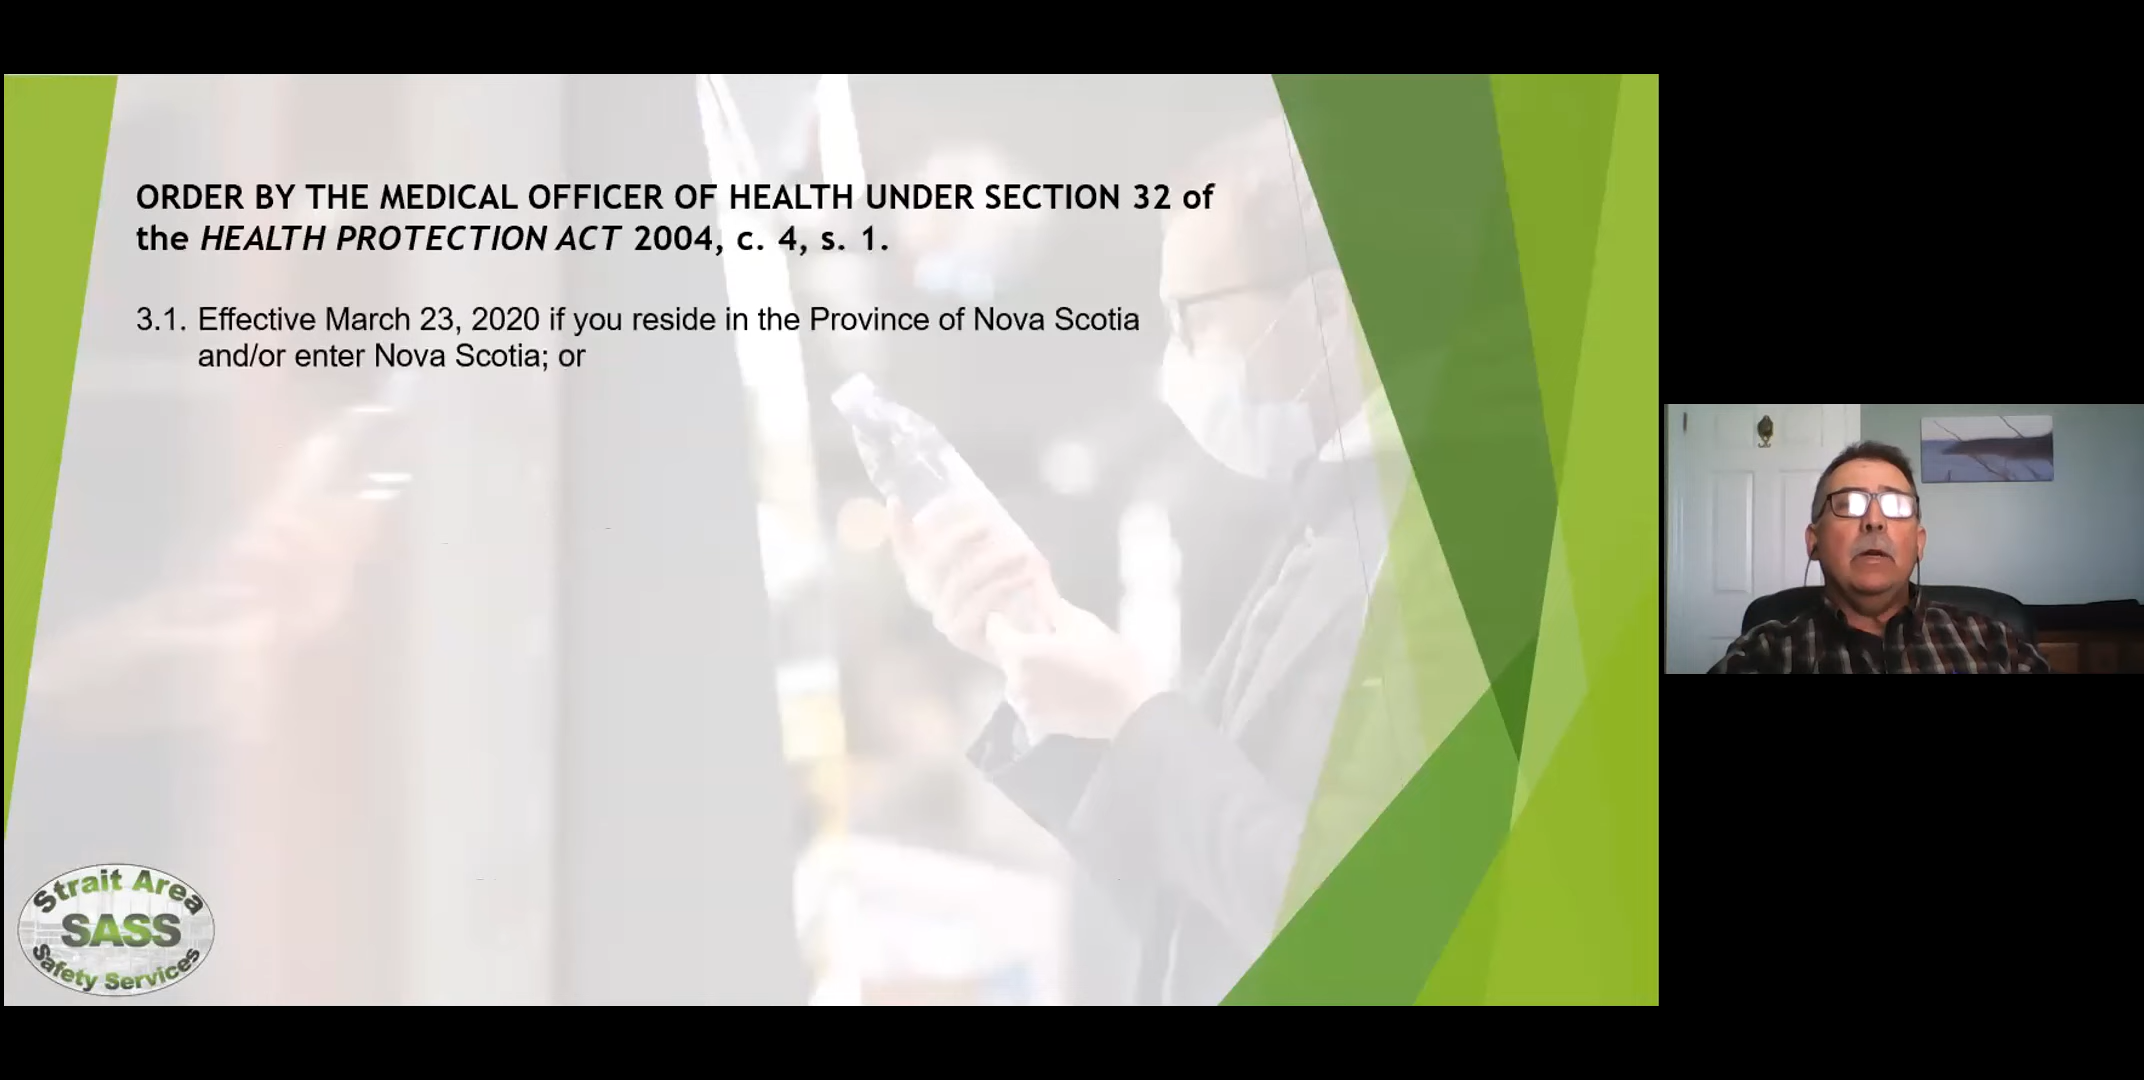 ORDER BY THE MEDICAL OFFICER OF HEALTH UNDER SECTION 32 of
the HEALTH PROTECTION ACT 2004, c. 4, s. 1.
3.1. Effective March 23, 2020 if you reside in the Province of Nova Scotia
and/or enter Nova Scotia; or
Strait Area
SASS
Safety Services